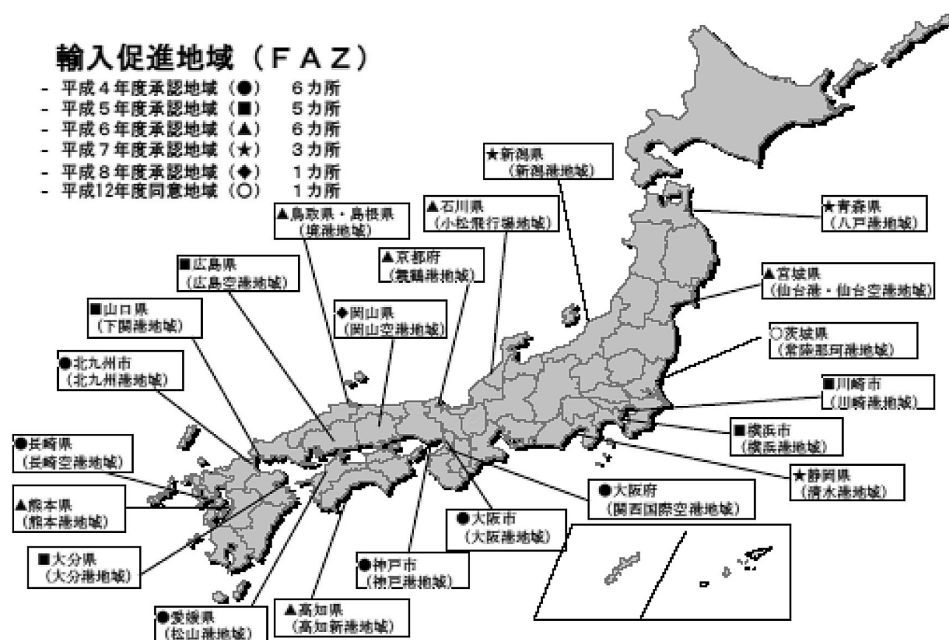 輸入促進地域（ＦＡＺ）
- 平成４年度承認地域（●） ６カ所
- 平成５年度承認地域（■） ５カ所
- 平成６年度承認地域（▲） ６カ所
- 平成７年度承認地域（★） ３カ所
- 平成８年度承認地域（◆） １カ所
- 平成12年度同意地域（○） １カ所
★新潟県
（新潟港地域）
▲鳥取県・島根県
（境港地域）
▲石川県
（小松飛行場地域）
★青森県
（八戸港地域）
■広島県
（広島空港地域）
▲京都府
（舞鶴港地域）
▲宮城県
（仙台港・仙台空港地域）
■山口県
（下関港地域）
◆岡山県
（岡山空港地域）
○茨城県
（常陸那珂港地域）
●北九州市
（北九州港地域）
■川崎市
（川崎港地域）
●長崎県
（長崎空港地域）
■横浜市
（横浜港地域）
★静岡県
（清水港地域）
▲熊本県
（熊本港地域）
●大阪府
（関西国際空港地域）
●大阪市
（大阪港地域）
■大分県
（大分港地域）
●神戸市
（神戸港地域）
●愛媛県
（松山港地域）
▲高知県
（高知新港地域）